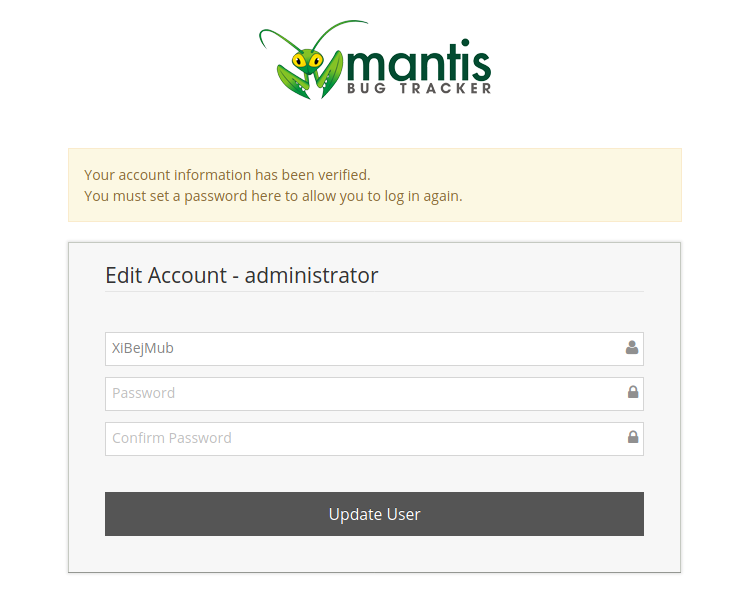 mantis
BUG TRACKER
Your account information has been verified.
You must set a password here to allow you to log in again.
Edit Account - administrator
XiBejMub
Password
Confirm Password
Update User